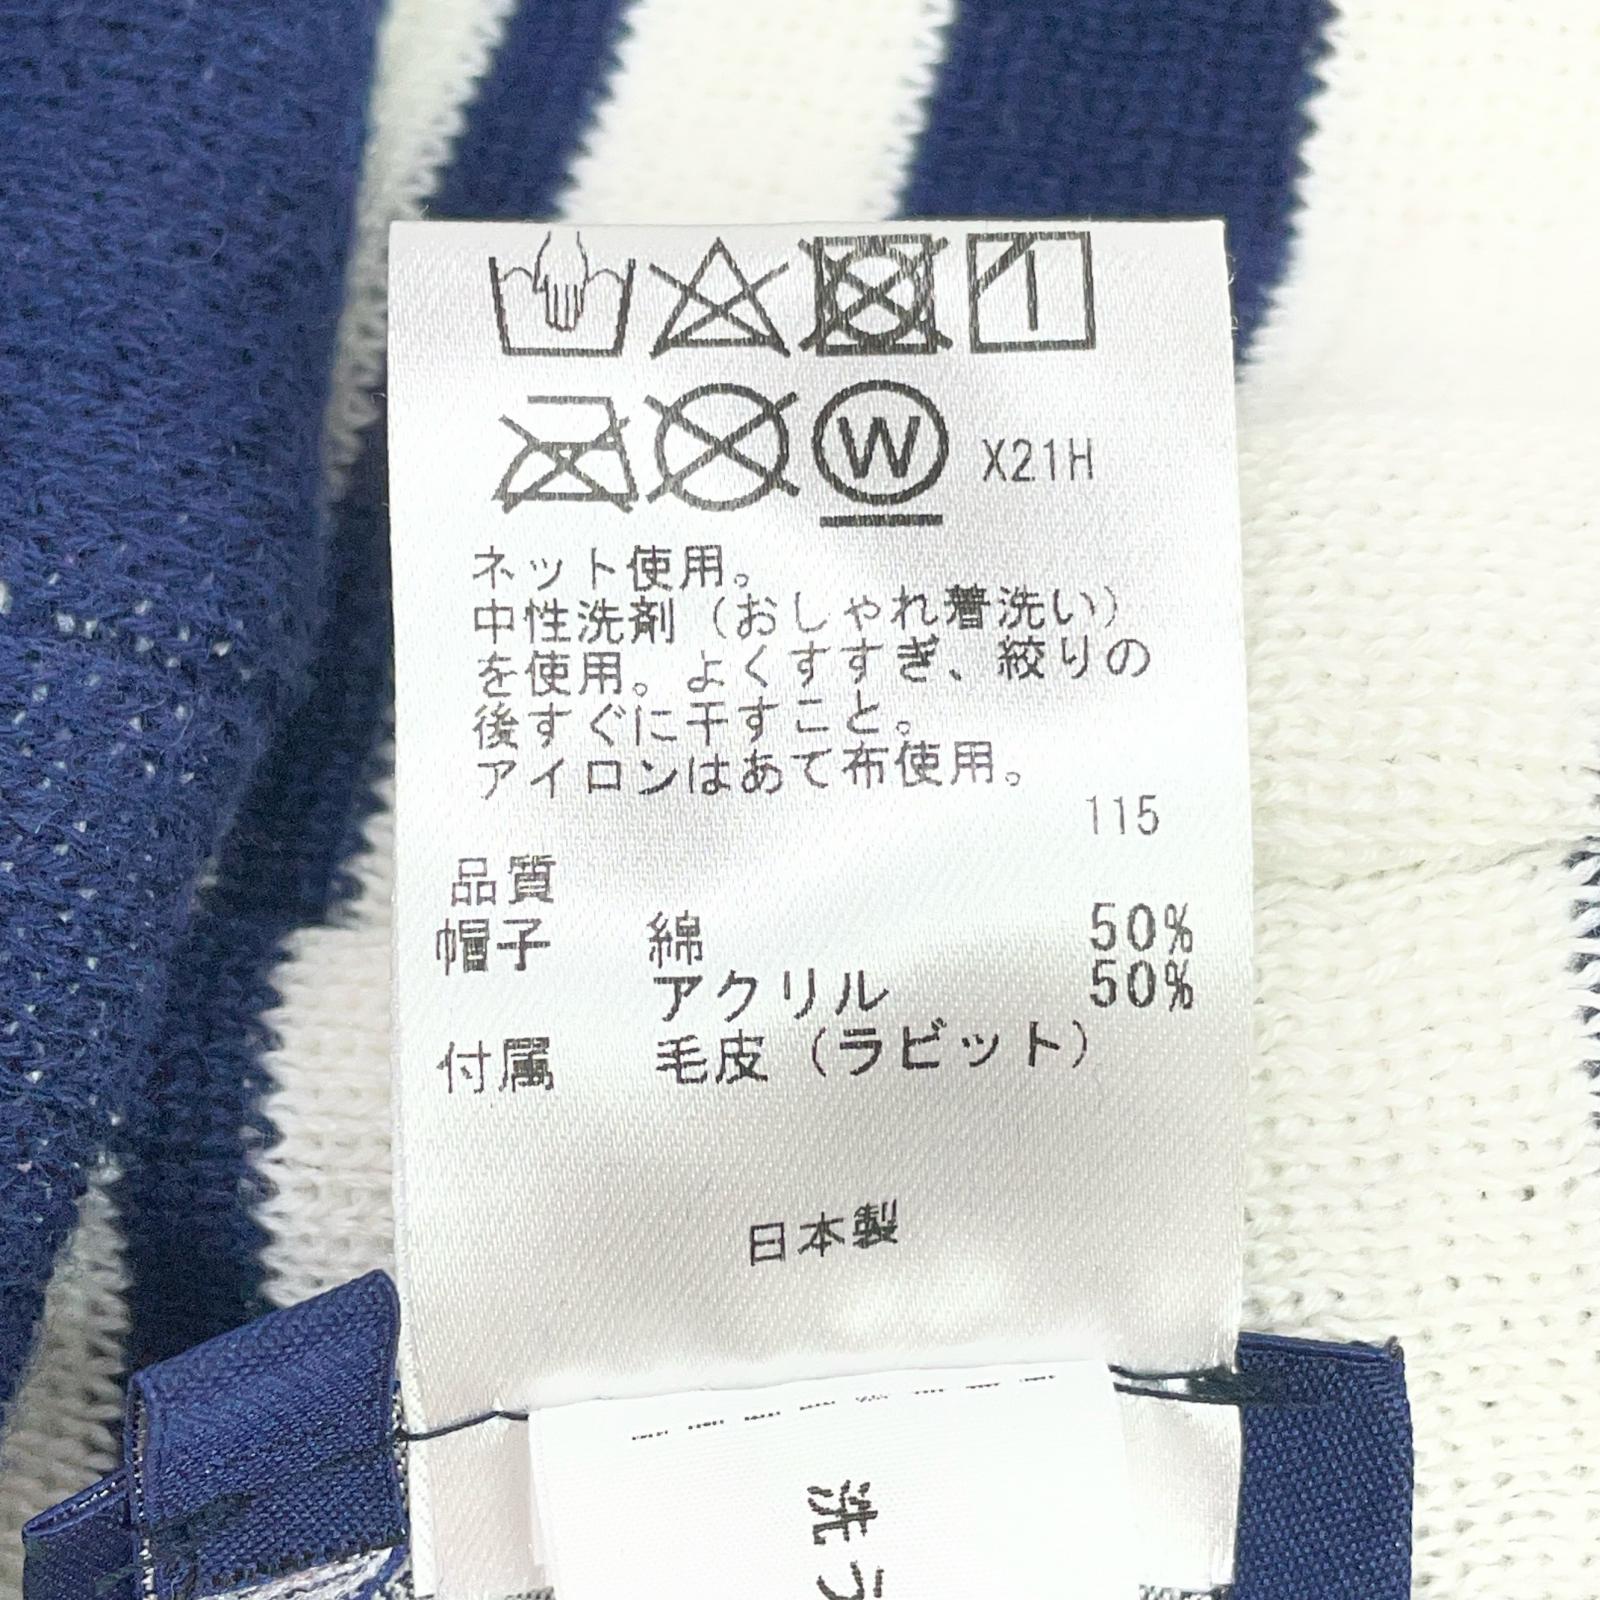 W X21H
ネット使用。
中性洗剤（おしゃれ着洗い）
を使用。よくすすぎ、絞りの
後すぐに干すこと。
アイロンはあて布使用。
115
品質
帽子 綿 50%
アクリル 50%
付属 毛皮（ラビット）
日本製
洗う